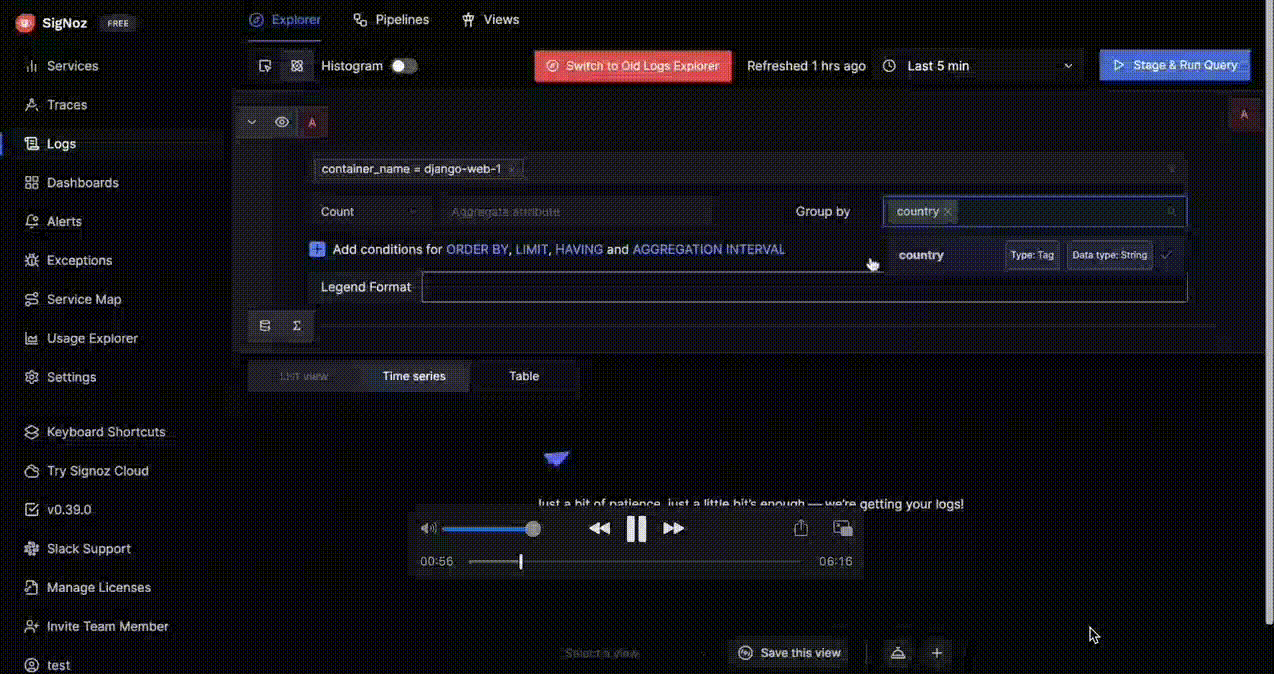 SigNoz FREE
Explorer Pipelines Views
Services
Histogram Switch to Old Logs Explorer Refreshed 1 hrs ago Last 5 min Stage & Run Query
Traces
A A
Logs
container_name = django-web-1
Dashboards
Count Aggregate attribute Group by country
Alerts
Add conditions for ORDER BY, LIMIT, HAVING and AGGREGATION INTERVAL
country Type: Tag Data type: String
Exceptions
Legend Format
Service Map
Usage Explorer
Settings
List view Time series Table
Keyboard Shortcuts
Try Signoz Cloud
v0.39.0
Just a bit of patience, just a little bit's enough — we're getting your logs!
00:56 06:16
Slack Support
Manage Licenses
Invite Team Member
Select a view Save this view
test